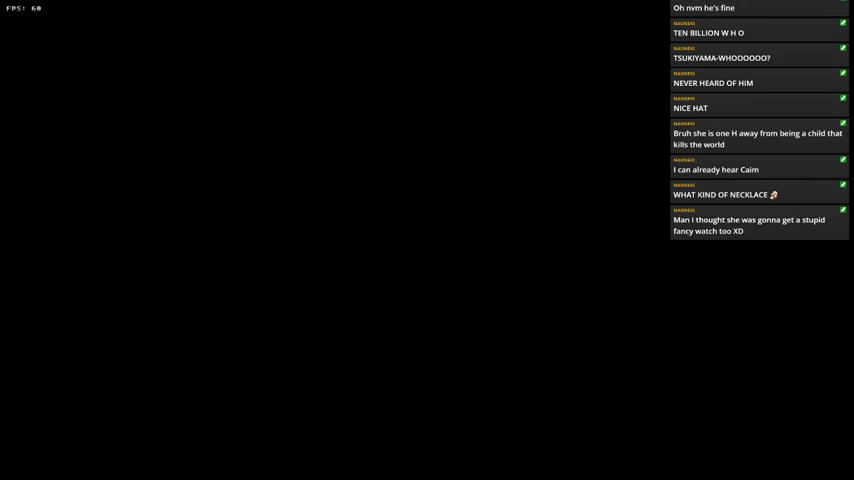 FPS: 60
Oh nvm he's fine
NAONEKI
TEN BILLION W H O
NAONEKI
TSUKIYAMA-WHOOOOOO?
NAONEKI
NEVER HEARD OF HIM
NAONEKI
NICE HAT
NAONEKI
Bruh she is one H away from being a child that
kills the world
NAONEKI
I can already hear Caim
NAONEKI
WHAT KIND OF NECKLACE
NAONEKI
Man I thought she was gonna get a stupid
fancy watch too XD